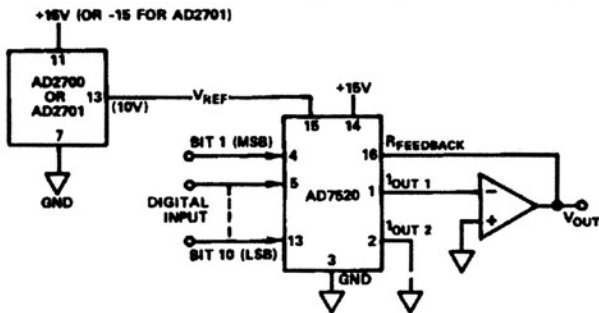 +15V (OR -15 FOR AD2701)
11
AD2700
OR
AD2701
13
(10V)
7
GND
VREF
+15V
15
14
BIT 1 (MSB)
4
5
DIGITAL
INPUT
13
BIT 10 (LSB)
AD7520
16
RFEEDBACK
1
IOUT 1
2
IOUT 2
3
GND
−
+
VOUT